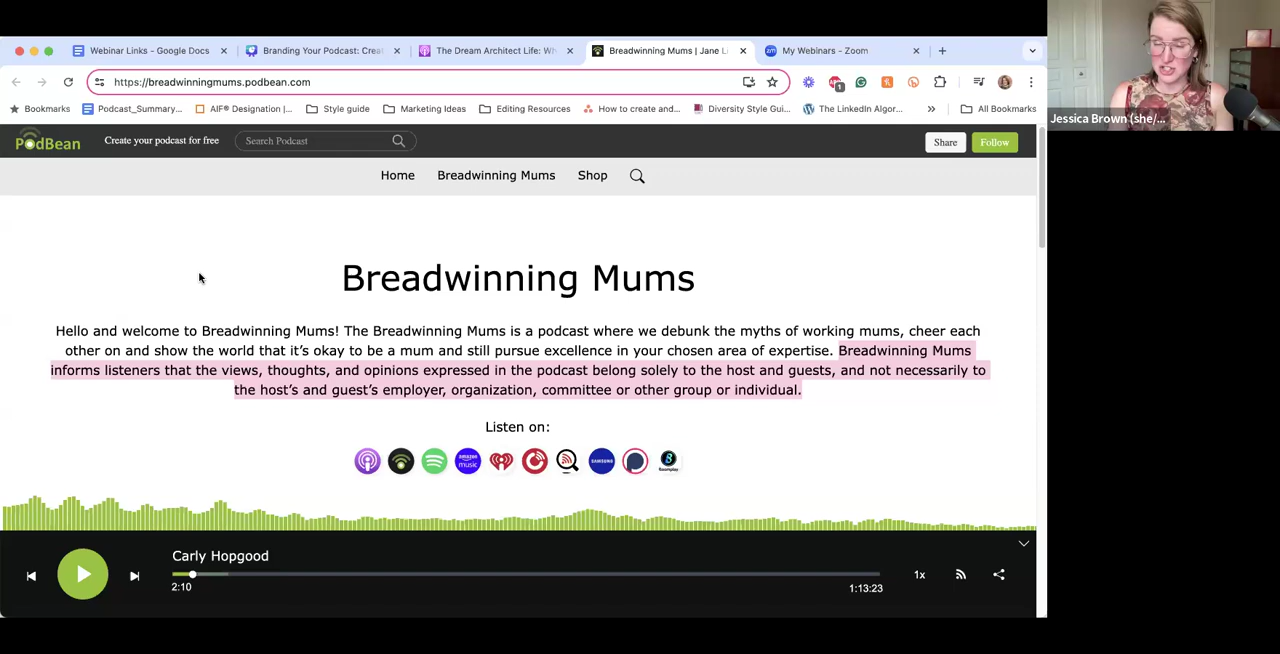 Webinar Links - Google Docs
Branding Your Podcast: Crea
The Dream Architect Life: Wh
Breadwinning Mums | Jane L
My Webinars - Zoom
https://breadwinningmums.podbean.com
1
Bookmarks
Podcast_Summary...
AIF® Designation |...
Style guide
Marketing Ideas
Editing Resources
How to create and...
Diversity Style Gui...
The LinkedIn Algor...
All Bookmarks
Jessica Brown (she/...
PodBean
Create your podcast for free
Search Podcast
Share
Follow
Home
Breadwinning Mums
Shop
Breadwinning Mums
Hello and welcome to Breadwinning Mums! The Breadwinning Mums is a podcast where we debunk the myths of working mums, cheer each
other on and show the world that it's okay to be a mum and still pursue excellence in your chosen area of expertise. Breadwinning Mums
informs listeners that the views, thoughts, and opinions expressed in the podcast belong solely to the host and guests, and not necessarily to
the host's and guest's employer, organization, committee or other group or individual.
Listen on:
amazon music
SAMSUNG
Boomplay
Carly Hopgood
2:10
1:13:23
1x